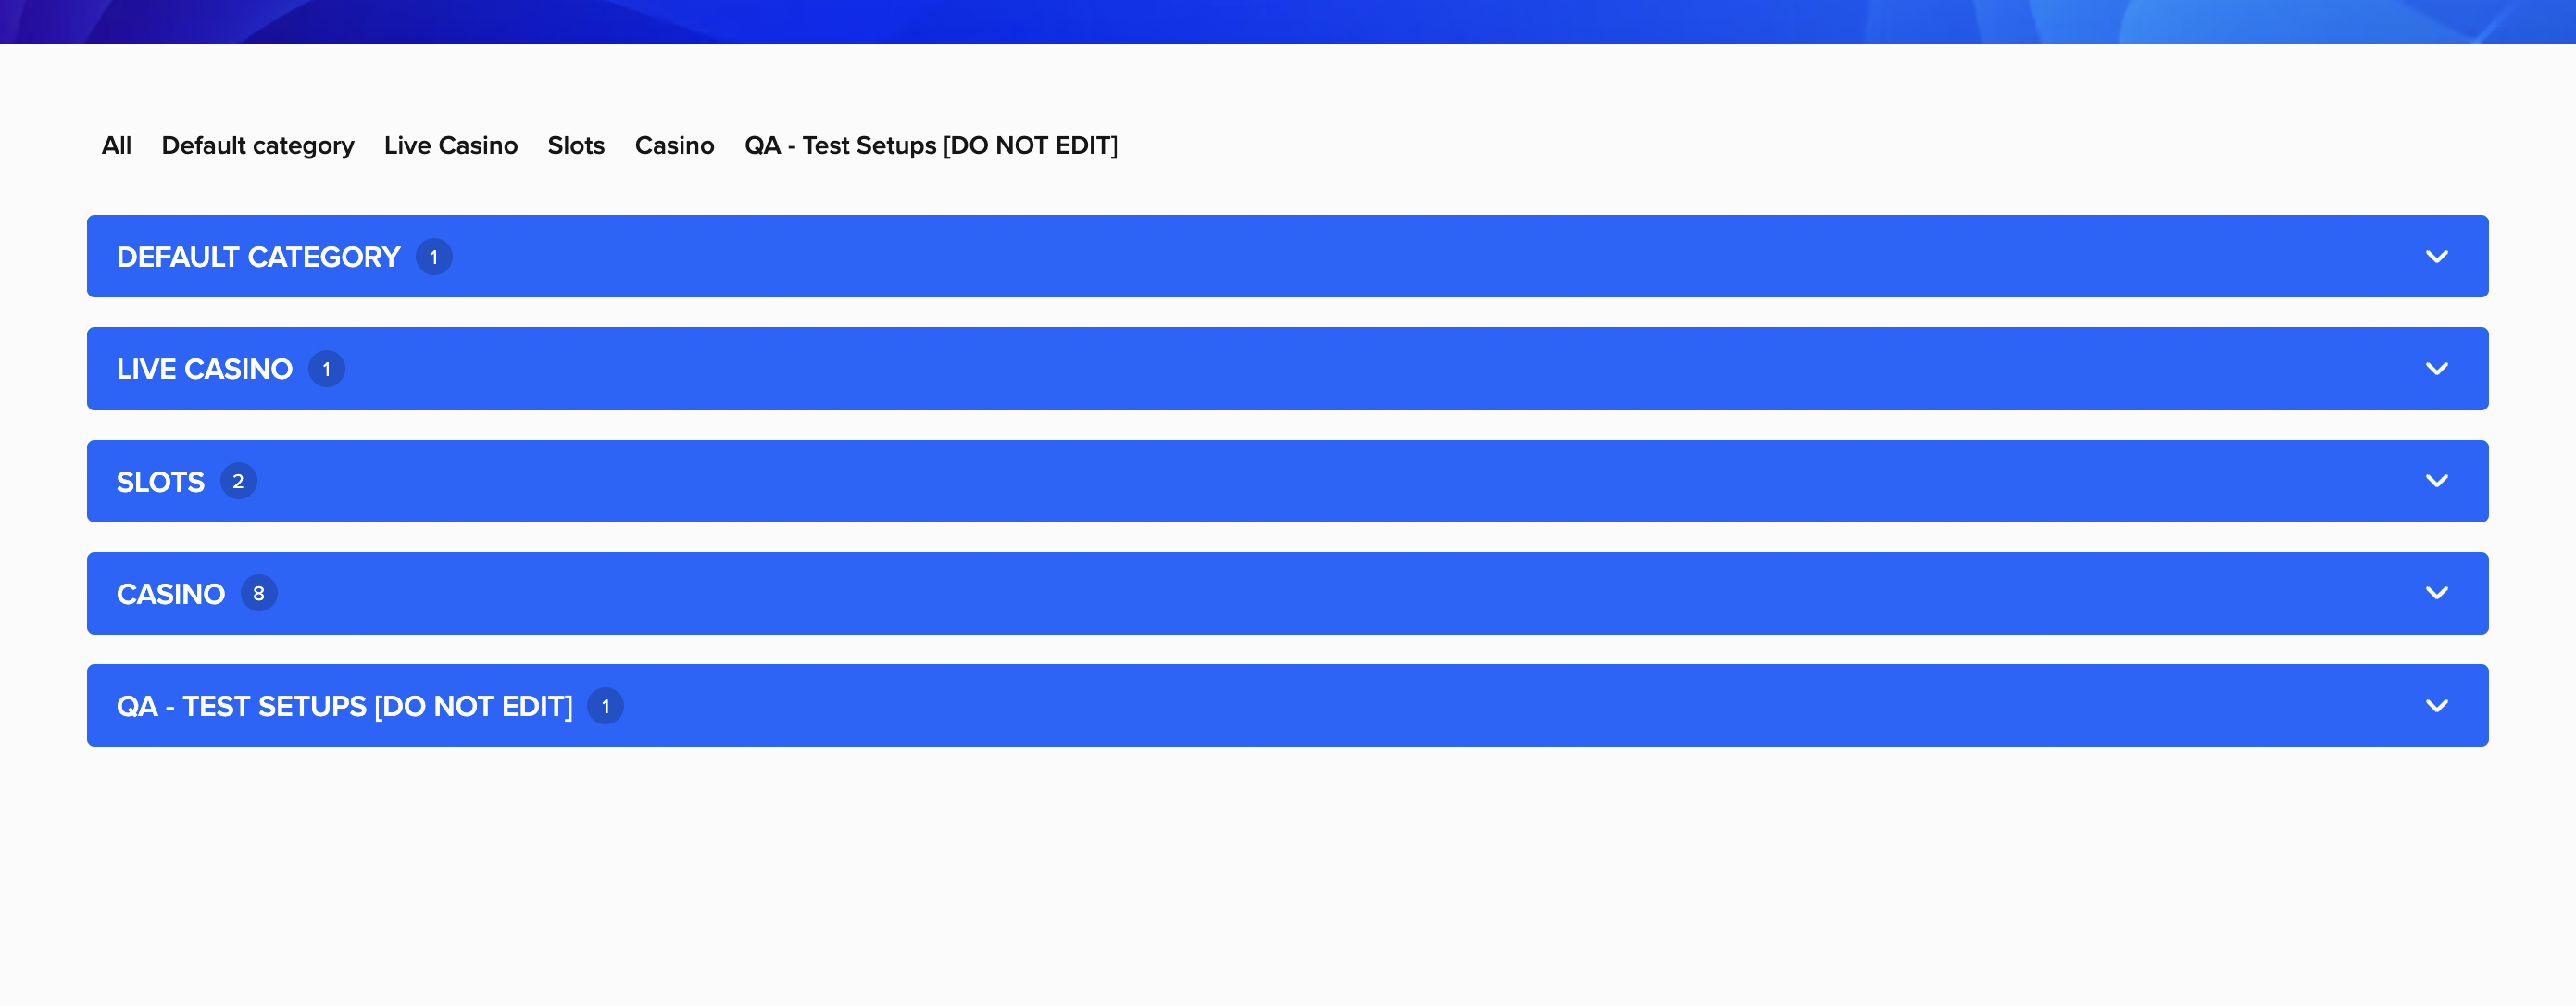 All Default category Live Casino Slots Casino QA - Test Setups [DO NOT EDIT]
DEFAULT CATEGORY 1
LIVE CASINO 1
SLOTS 2
CASINO 8
QA - TEST SETUPS [DO NOT EDIT] 1